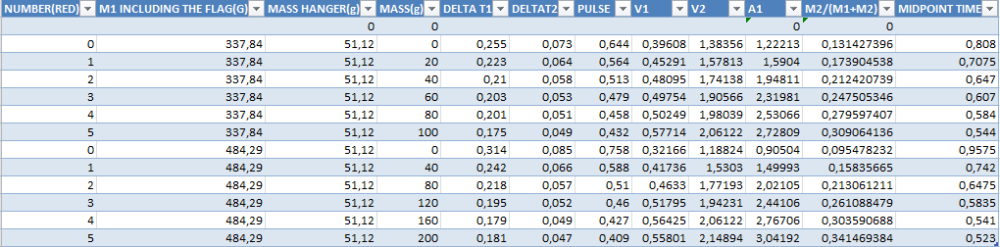 NUMBER(RED) M1 INCLUDING THE FLAG(G) MASS HANGER(g) MASS(g) DELTA T1 DELTAT2 PULSE V1 V2 A1 M2/(M1+M2) MIDPOINT TIME
0 0 0 0
0 337,84 51,12 0 0,255 0,073 0,644 0,39608 1,38356 1,22213 0,131427396 0,808
1 337,84 51,12 20 0,223 0,064 0,564 0,45291 1,57813 1,5904 0,173904538 0,7075
2 337,84 51,12 40 0,21 0,058 0,513 0,48095 1,74138 1,94811 0,212420739 0,647
3 337,84 51,12 60 0,203 0,053 0,479 0,49754 1,90566 2,31981 0,247505346 0,607
4 337,84 51,12 80 0,201 0,051 0,458 0,50249 1,98039 2,53066 0,279597407 0,584
5 337,84 51,12 100 0,175 0,049 0,432 0,57714 2,06122 2,72809 0,309064136 0,544
0 484,29 51,12 0 0,314 0,085 0,758 0,32166 1,18824 0,90504 0,095478232 0,9575
1 484,29 51,12 40 0,242 0,066 0,588 0,41736 1,5303 1,49993 0,15835665 0,742
2 484,29 51,12 80 0,218 0,057 0,51 0,4633 1,77193 2,02105 0,213061211 0,6475
3 484,29 51,12 120 0,195 0,052 0,46 0,51795 1,94231 2,44106 0,261088479 0,5835
4 484,29 51,12 160 0,179 0,049 0,427 0,56425 2,06122 2,76706 0,303590688 0,541
5 484,29 51,12 200 0,181 0,047 0,409 0,55801 2,14894 3,04192 0,341469384 0,523